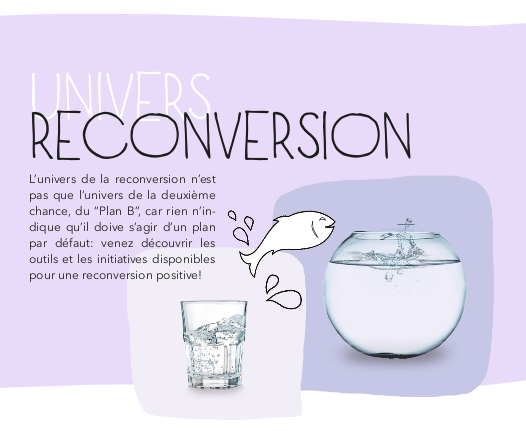 UNIVERS
RECONVERSION
L’univers de la reconversion n’est
pas que l’univers de la deuxième
chance, du “Plan B”, car rien n’in-
dique qu’il doive s’agir d’un plan
par défaut: venez découvrir les
outils et les initiatives disponibles
pour une reconversion positive!